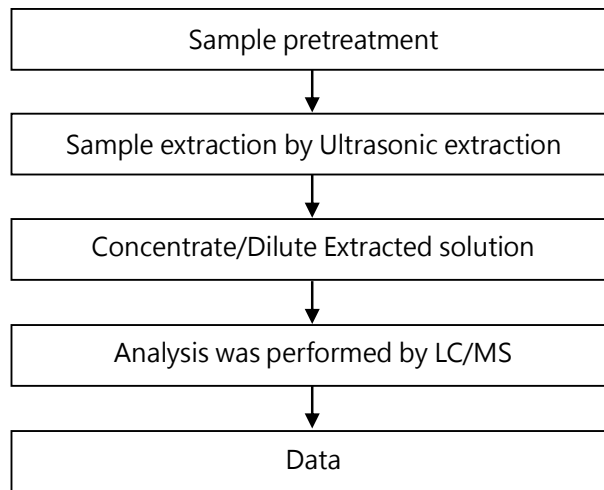 Sample pretreatment
Sample extraction by Ultrasonic extraction
Concentrate/Dilute Extracted solution
Analysis was performed by LC/MS
Data